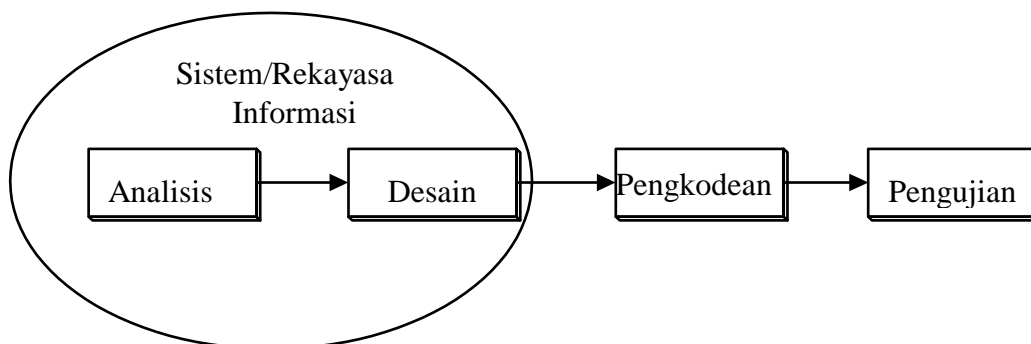 Sistem/Rekayasa
Informasi
Analisis
Desain
Pengkodean
Pengujian